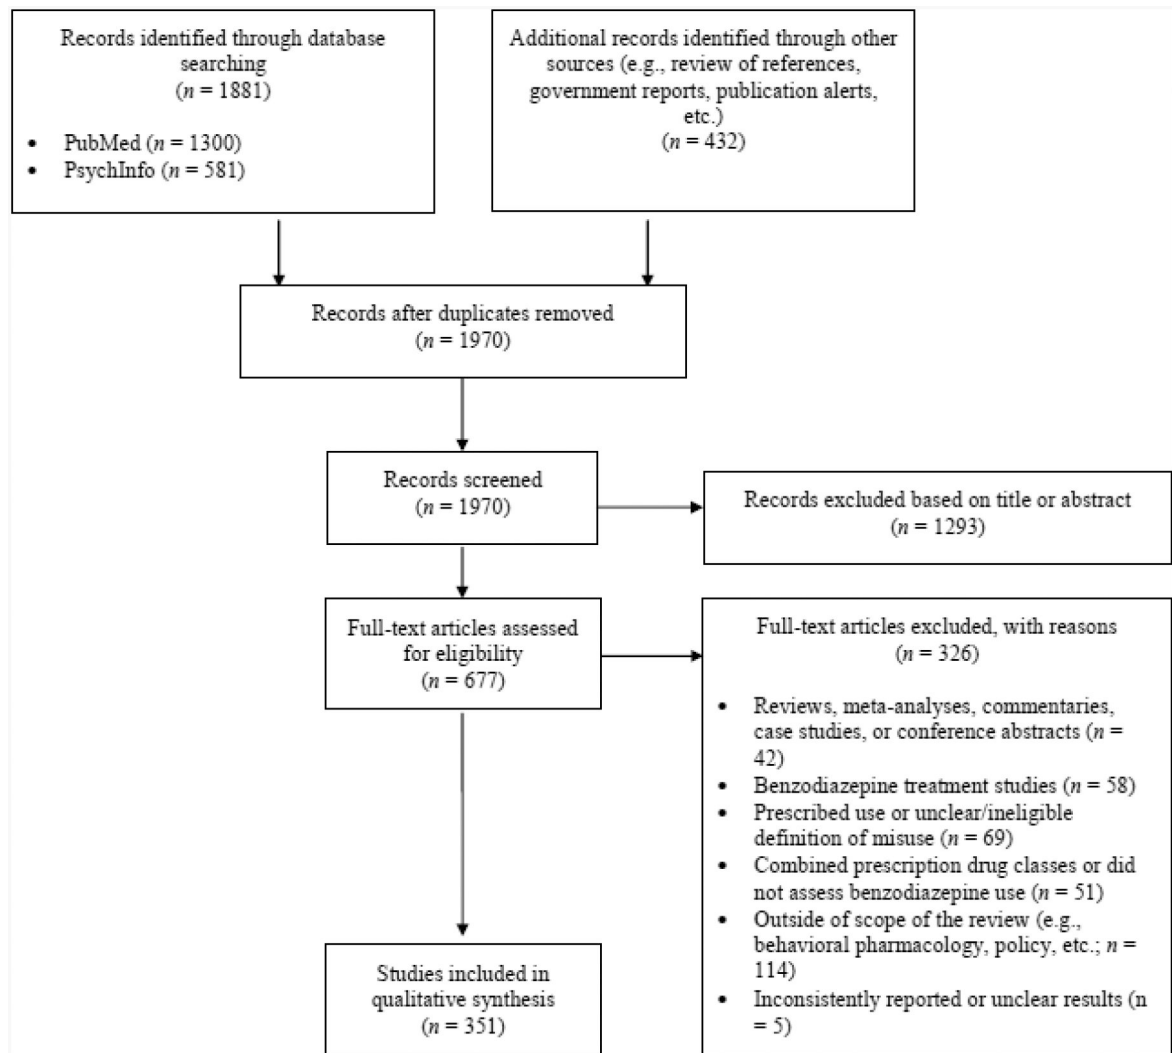 Records identified through database
searching
(n = 1881)
• PubMed (n = 1300)
• PsychInfo (n = 581)
Additional records identified through other
sources (e.g., review of references,
government reports, publication alerts,
etc.)
(n = 432)
Records after duplicates removed
(n = 1970)
Records screened
(n = 1970)
Records excluded based on title or abstract
(n = 1293)
Full-text articles assessed
for eligibility
(n = 677)
Full-text articles excluded, with reasons
(n = 326)
• Reviews, meta-analyses, commentaries,
case studies, or conference abstracts (n =
42)
• Benzodiazepine treatment studies (n = 58)
• Prescribed use or unclear/ineligible
definition of misuse (n = 69)
• Combined prescription drug classes or did
not assess benzodiazepine use (n = 51)
• Outside of scope of the review (e.g.,
behavioral pharmacology, policy, etc.; n =
114)
• Inconsistently reported or unclear results (n
= 5)
Studies included in
qualitative synthesis
(n = 351)